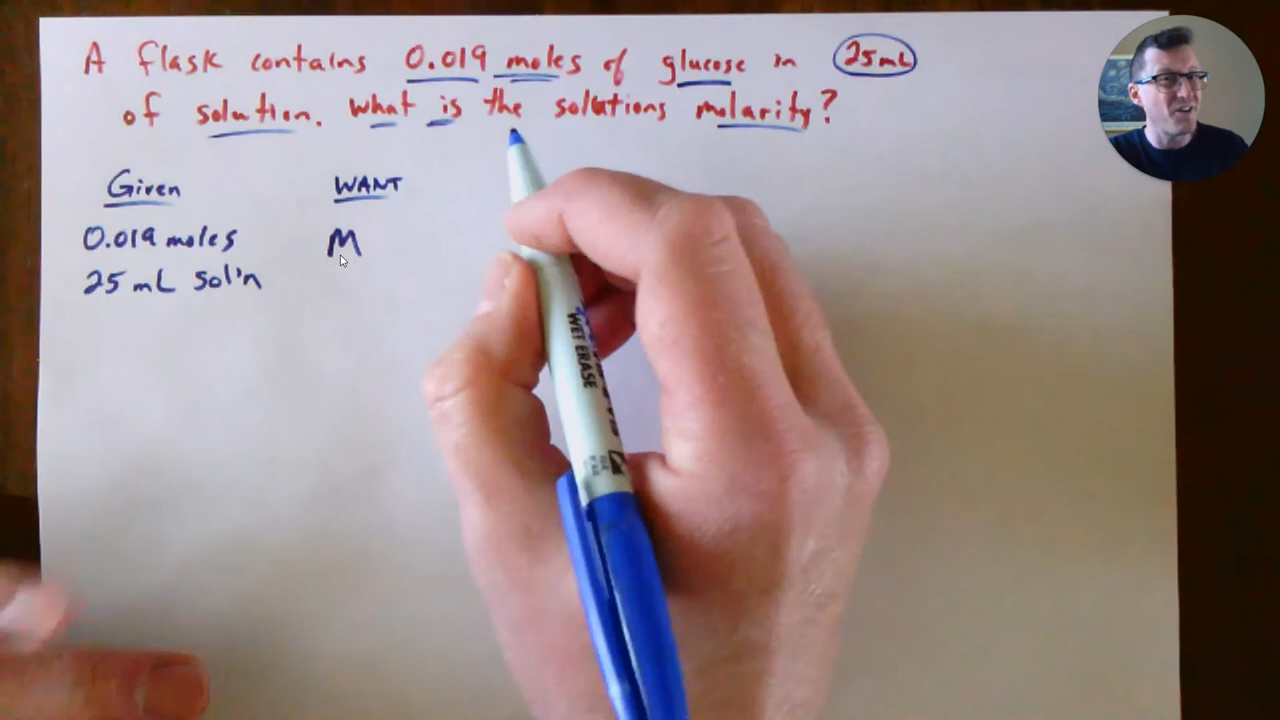 A flask contains 0.019 moles of glucose in 25mL
of solution. What is the solutions molarity?
Given
WANT
0.019 moles
M
25 mL Sol'n
WET ERASE